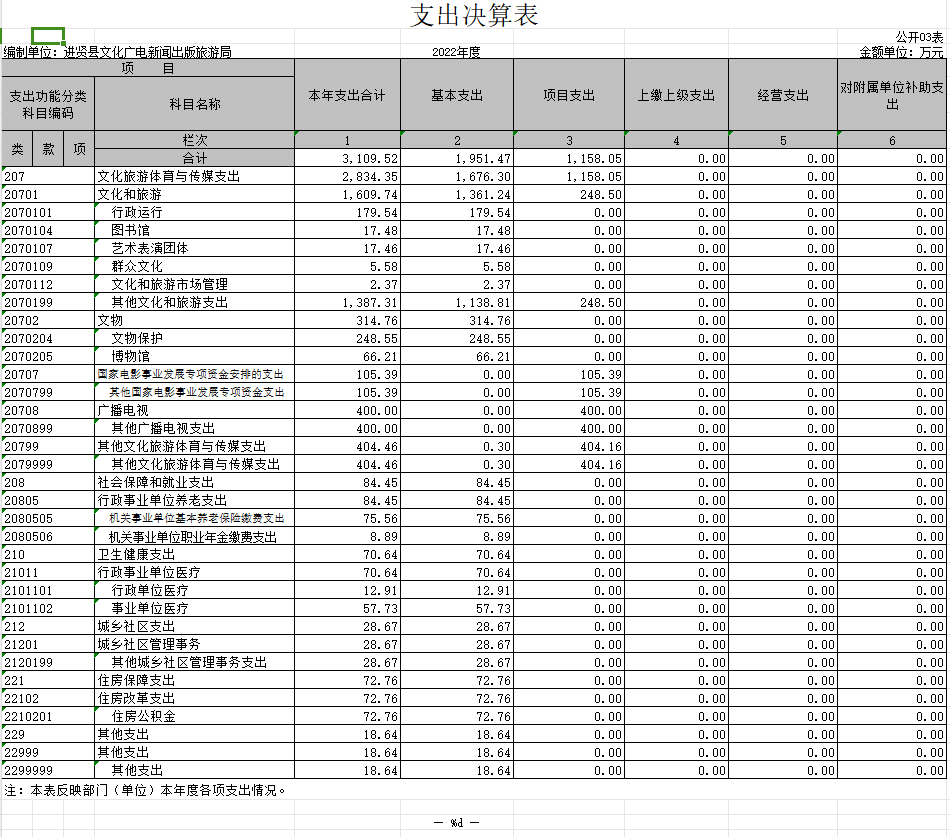 支出决算表
公开03表
编制单位：进贤县文化广电新闻出版旅游局 2022年度 金额单位：万元
项 目 本年支出合计 基本支出 项目支出 上缴上级支出 经营支出 对附属单位补助支出
支出功能分类科目编码 科目名称
类 款 项 栏次 1 2 3 4 5 6
合计 3,109.52 1,951.47 1,158.05 0.00 0.00 0.00
207 文化旅游体育与传媒支出 2,834.35 1,676.30 1,158.05 0.00 0.00 0.00
20701 文化和旅游 1,609.74 1,361.24 248.50 0.00 0.00 0.00
2070101 行政运行 179.54 179.54 0.00 0.00 0.00 0.00
2070104 图书馆 17.48 17.48 0.00 0.00 0.00 0.00
2070107 艺术表演团体 17.46 17.46 0.00 0.00 0.00 0.00
2070109 群众文化 5.58 5.58 0.00 0.00 0.00 0.00
2070112 文化和旅游市场管理 2.37 2.37 0.00 0.00 0.00 0.00
2070199 其他文化和旅游支出 1,387.31 1,138.81 248.50 0.00 0.00 0.00
20702 文物 314.76 314.76 0.00 0.00 0.00 0.00
2070204 文物保护 248.55 248.55 0.00 0.00 0.00 0.00
2070205 博物馆 66.21 66.21 0.00 0.00 0.00 0.00
20707 国家电影事业发展专项资金安排的支出 105.39 0.00 105.39 0.00 0.00 0.00
2070799 其他国家电影事业发展专项资金支出 105.39 0.00 105.39 0.00 0.00 0.00
20708 广播电视 400.00 0.00 400.00 0.00 0.00 0.00
2070899 其他广播电视支出 400.00 0.00 400.00 0.00 0.00 0.00
20799 其他文化旅游体育与传媒支出 404.46 0.30 404.16 0.00 0.00 0.00
2079999 其他文化旅游体育与传媒支出 404.46 0.30 404.16 0.00 0.00 0.00
208 社会保障和就业支出 84.45 84.45 0.00 0.00 0.00 0.00
20805 行政事业单位养老支出 84.45 84.45 0.00 0.00 0.00 0.00
2080505 机关事业单位基本养老保险缴费支出 75.56 75.56 0.00 0.00 0.00 0.00
2080506 机关事业单位职业年金缴费支出 8.89 8.89 0.00 0.00 0.00 0.00
210 卫生健康支出 70.64 70.64 0.00 0.00 0.00 0.00
21011 行政事业单位医疗 70.64 70.64 0.00 0.00 0.00 0.00
2101101 行政单位医疗 12.91 12.91 0.00 0.00 0.00 0.00
2101102 事业单位医疗 57.73 57.73 0.00 0.00 0.00 0.00
212 城乡社区支出 28.67 28.67 0.00 0.00 0.00 0.00
21201 城乡社区管理事务 28.67 28.67 0.00 0.00 0.00 0.00
2120199 其他城乡社区管理事务支出 28.67 28.67 0.00 0.00 0.00 0.00
221 住房保障支出 72.76 72.76 0.00 0.00 0.00 0.00
22102 住房改革支出 72.76 72.76 0.00 0.00 0.00 0.00
2210201 住房公积金 72.76 72.76 0.00 0.00 0.00 0.00
229 其他支出 18.64 18.64 0.00 0.00 0.00 0.00
22999 其他支出 18.64 18.64 0.00 0.00 0.00 0.00
2299999 其他支出 18.64 18.64 0.00 0.00 0.00 0.00
注：本表反映部门（单位）本年度各项支出情况。
— %d —